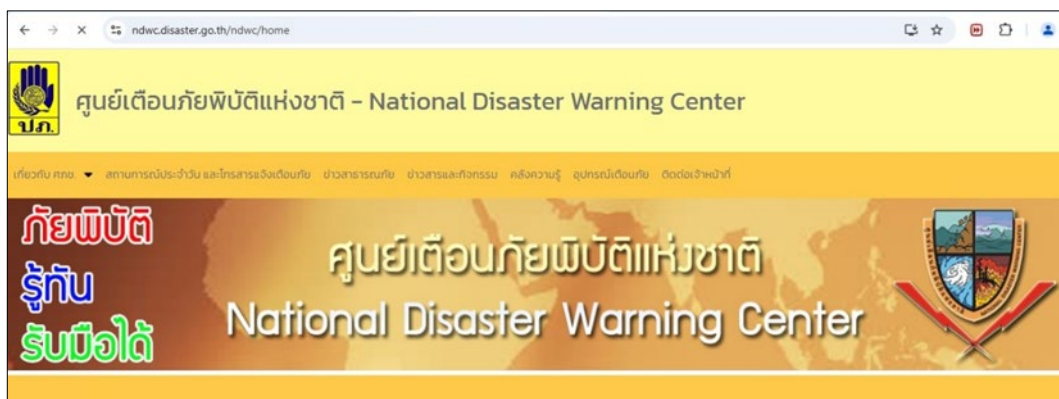 ndwc.disaster.go.th/ndwc/home
ปภ.
ศูนย์เตือนภัยพิบัติแห่งชาติ – National Disaster Warning Center
เกี่ยวกับ ศภช. สถานการณ์ประจำวัน และโทรสารแจ้งเตือนภัย ข่าวสาธารณภัย ข่าวสารและกิจกรรม คลังความรู้ อุปกรณ์เตือนภัย ติดต่อเจ้าหน้าที่
ภัยพิบัติ
รู้ทัน
รับมือได้
ศูนย์เตือนภัยพิบัติแห่งชาติ
National Disaster Warning Center